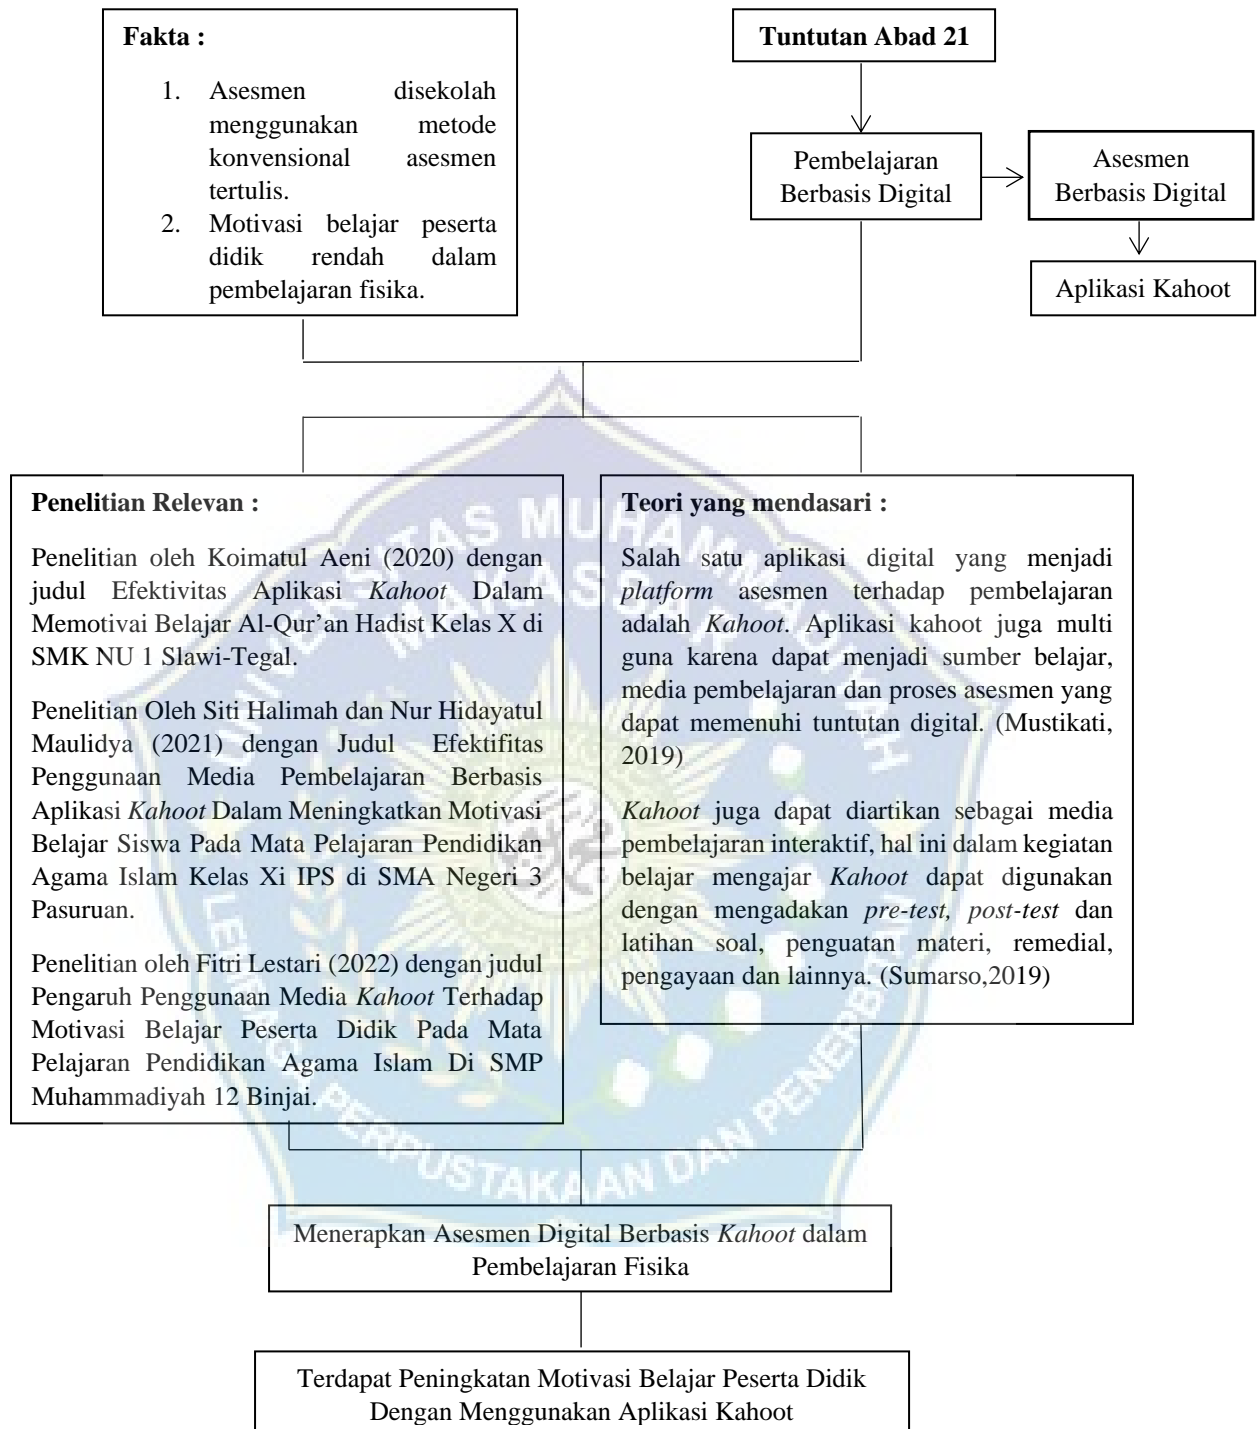 Fakta :
1. Asesmen disekolah
menggunakan metode
konvensional asesmen
tertulis.
2. Motivasi belajar peserta
didik rendah dalam
pembelajaran fisika.
Tuntutan Abad 21
Pembelajaran
Berbasis Digital
Asesmen
Berbasis Digital
Aplikasi Kahoot
Penelitian Relevan :
Penelitian oleh Koimatul Aeni (2020) dengan
judul Efektivitas Aplikasi Kahoot Dalam
Memotivai Belajar Al-Qur’an Hadist Kelas X di
SMK NU 1 Slawi-Tegal.
Penelitian Oleh Siti Halimah dan Nur Hidayatul
Maulidya (2021) dengan Judul Efektifitas
Penggunaan Media Pembelajaran Berbasis
Aplikasi Kahoot Dalam Meningkatkan Motivasi
Belajar Siswa Pada Mata Pelajaran Pendidikan
Agama Islam Kelas Xi IPS di SMA Negeri 3
Pasuruan.
Penelitian oleh Fitri Lestari (2022) dengan judul
Pengaruh Penggunaan Media Kahoot Terhadap
Motivasi Belajar Peserta Didik Pada Mata
Pelajaran Pendidikan Agama Islam Di SMP
Muhammadiyah 12 Binjai.
Teori yang mendasari :
Salah satu aplikasi digital yang menjadi
platform asesmen terhadap pembelajaran
adalah Kahoot. Aplikasi kahoot juga multi
guna karena dapat menjadi sumber belajar,
media pembelajaran dan proses asesmen yang
dapat memenuhi tuntutan digital. (Mustikati,
2019)
Kahoot juga dapat diartikan sebagai media
pembelajaran interaktif, hal ini dalam kegiatan
belajar mengajar Kahoot dapat digunakan
dengan mengadakan pre-test, post-test dan
latihan soal, penguatan materi, remedial,
pengayaan dan lainnya. (Sumarso,2019)
Menerapkan Asesmen Digital Berbasis Kahoot dalam
Pembelajaran Fisika
Terdapat Peningkatan Motivasi Belajar Peserta Didik
Dengan Menggunakan Aplikasi Kahoot
UNIVERSITAS MUHAMMADIYAH
MAKASSAR
LEMBAGA PERPUSTAKAAN DAN PENERBITAN